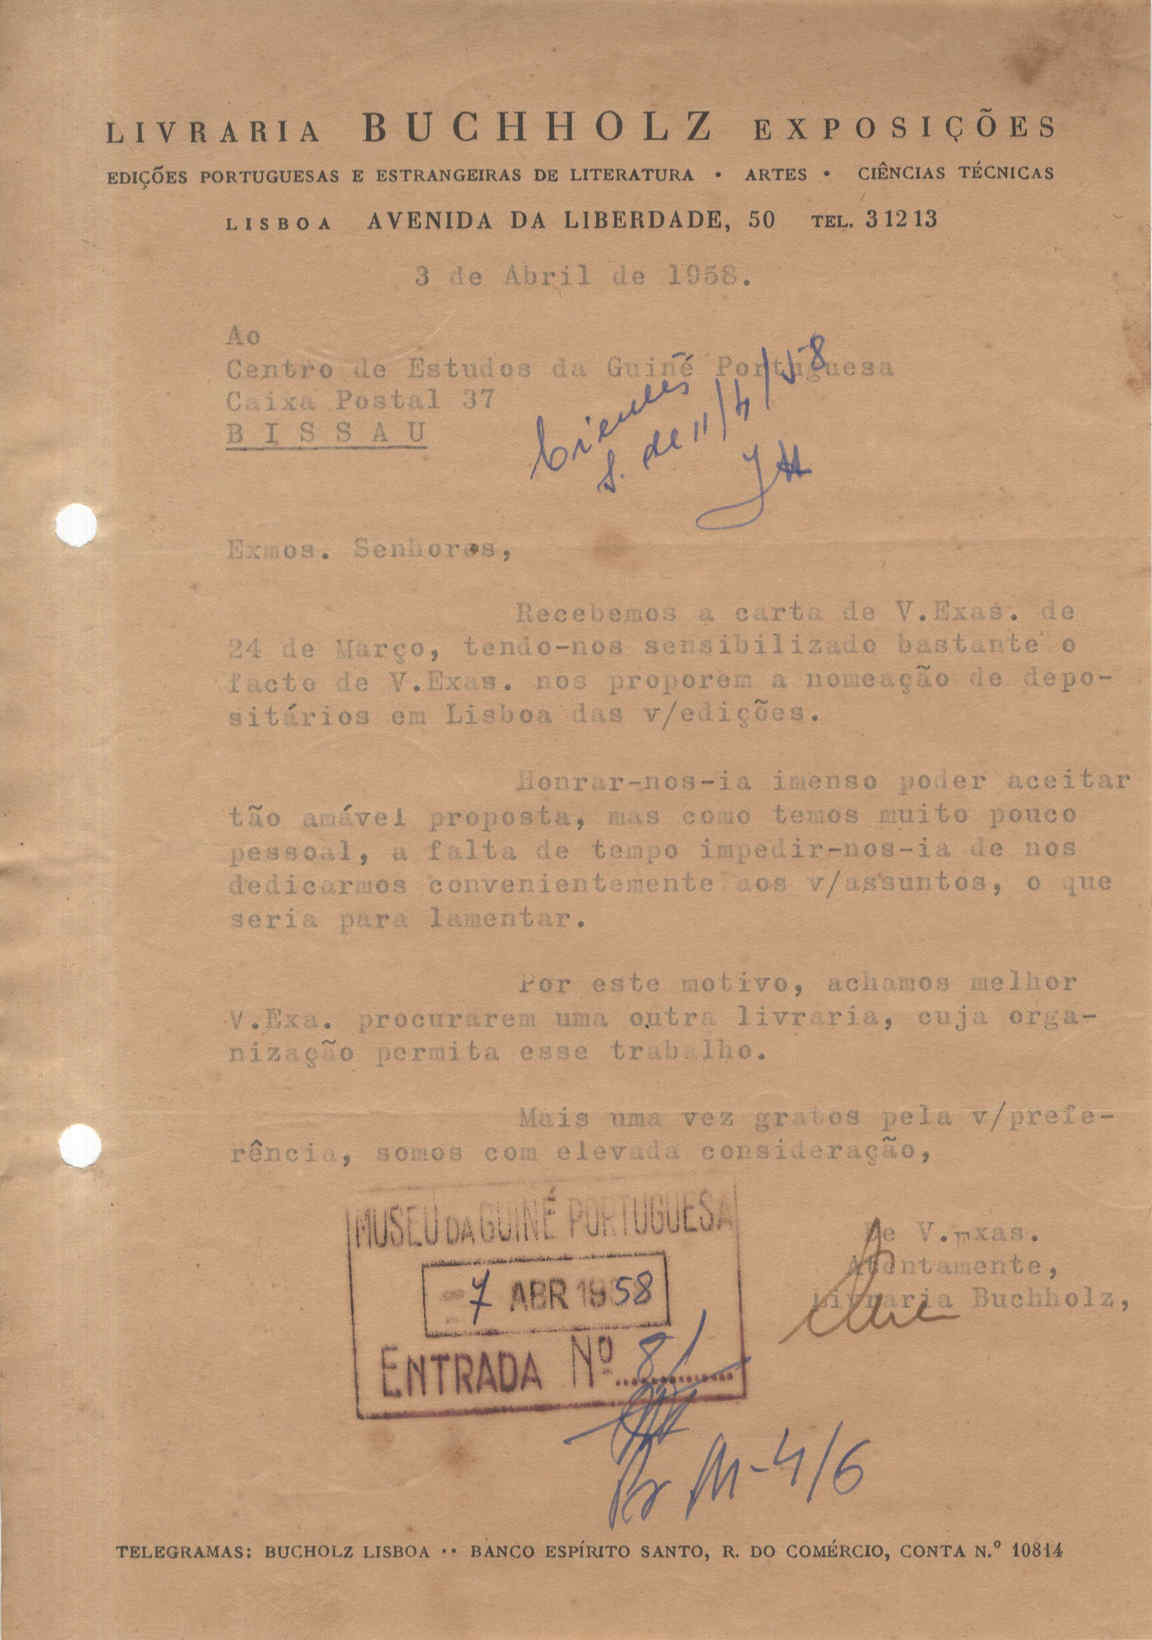 LIVRARIA BUCHHOLZ EXPOSIÇÕES
EDIÇÕES PORTUGUESAS E ESTRANGEIRAS DE LITERATURA • ARTES • CIÊNCIAS TÉCNICAS
LISBOA AVENIDA DA LIBERDADE, 50 TEL. 31213
3 de Abril de 1958.
Ao
Centro de Estudos da Guiné Portuguesa
Caixa Postal 37
BISSAU
de 11/4/58
Exmos. Senhores,
Recebemos a carta de V.Exas. de
24 de Março, tendo-nos sensibilizado bastante o
facto de V.Exas. nos proporem a nomeação de depo-
sitários em Lisboa das v/edições.
Honrar-nos-ia imenso poder aceitar
tão amável proposta, mas como temos muito pouco
pessoal, a falta de tempo impedir-nos-ia de nos
dedicarmos convenientemente aos v/assuntos, o que
seria para lamentar.
Por este motivo, achamos melhor
V.Exa. procurarem uma outra livraria, cuja orga-
nização permita esse trabalho.
Mais uma vez gratos pela v/prefe-
rência, somos com elevada consideração,
De V.Exas.
Atentamente,
Livraria Buchholz,
MUSEU DA GUINÉ PORTUGUESA
7 ABR 1958
ENTRADA Nº 8
M-4/6
TELEGRAMAS: BUCHOLZ LISBOA •• BANCO ESPÍRITO SANTO, R. DO COMÉRCIO, CONTA N.º 10814